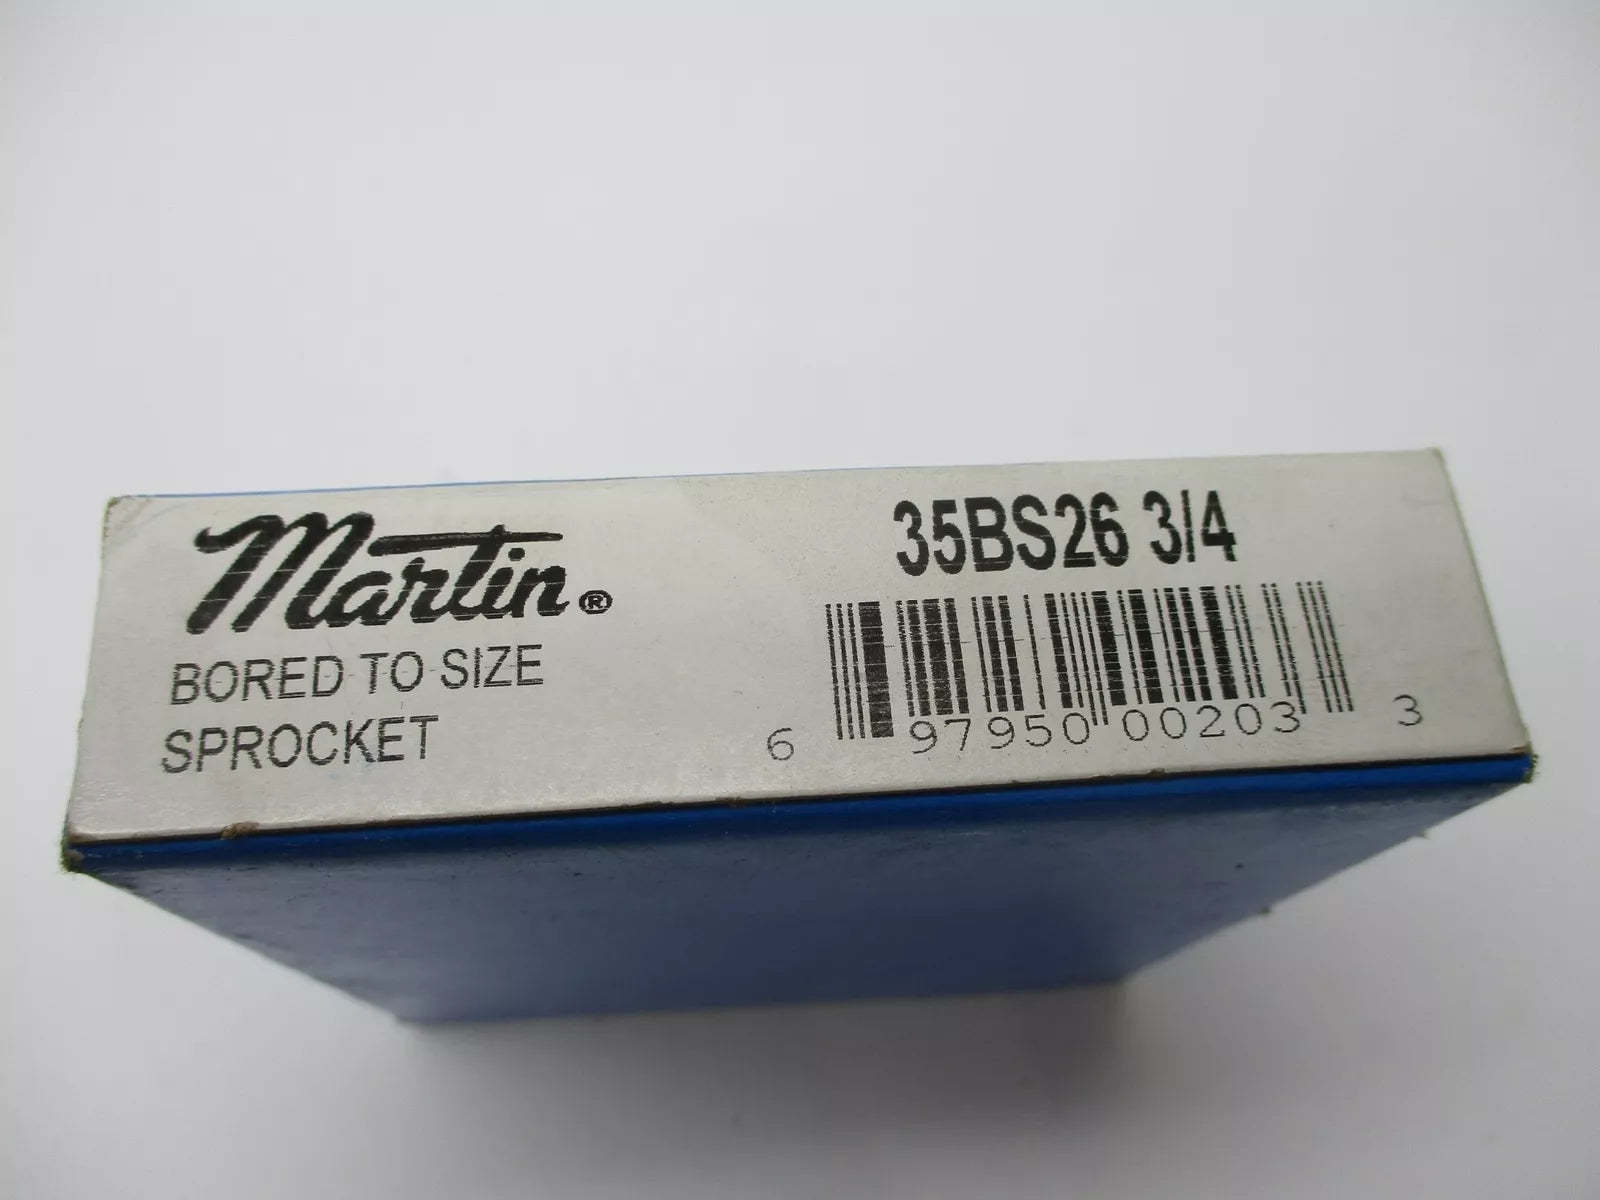 Martin®
BORED TO SIZE
SPROCKET
35BS26 3/4
6 97950 00203 3